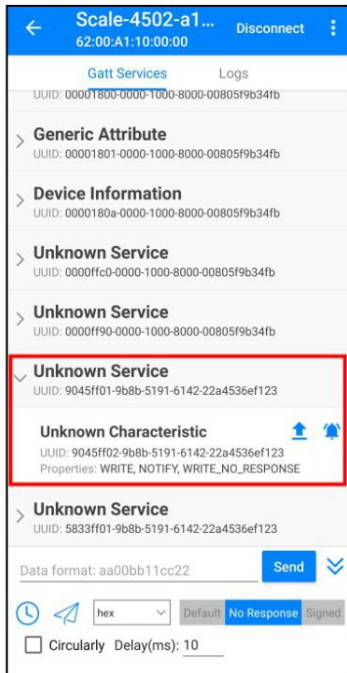 Scale-4502-a1...
62:00:A1:10:00:00
Disconnect
Gatt Services
Logs
UUID: 00001800-0000-1000-8000-00805f9b34fb
Generic Attribute
UUID: 00001801-0000-1000-8000-00805f9b34fb
Device Information
UUID: 0000180a-0000-1000-8000-00805f9b34fb
Unknown Service
UUID: 0000ffc0-0000-1000-8000-00805f9b34fb
Unknown Service
UUID: 0000ff90-0000-1000-8000-00805f9b34fb
Unknown Service
UUID: 9045ff01-9b8b-5191-6142-22a4536ef123
Unknown Characteristic
UUID: 9045ff02-9b8b-5191-6142-22a4536ef123
Properties: WRITE, NOTIFY, WRITE_NO_RESPONSE
Unknown Service
UUID: 5833ff01-9b8b-5191-6142-22a4536ef123
Data format: aa00bb11cc22
Send
hex
Default
No Response
Signed
Circularly Delay(ms): 10